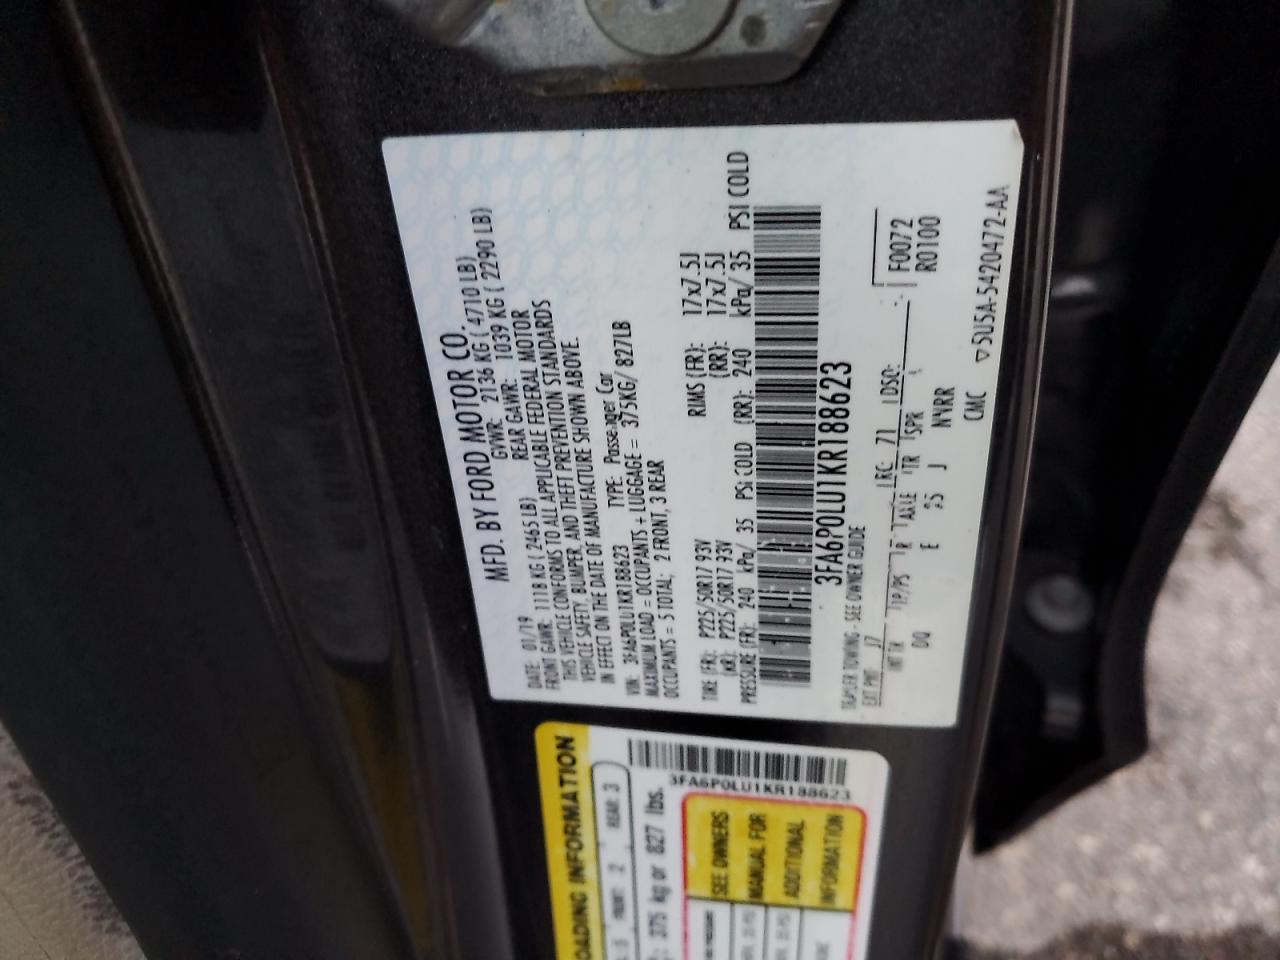 MFD. BY FORD MOTOR CO.
DATE: 01/19 GVWR: 2136 KG ( 4710 LB)
FRONT GAWR: 1118 KG ( 2465 LB) REAR GAWR: 1039 KG ( 2290 LB)
THIS VEHICLE CONFORMS TO ALL APPLICABLE FEDERAL MOTOR
VEHICLE SAFETY, BUMPER, AND THEFT PREVENTION STANDARDS
IN EFFECT ON THE DATE OF MANUFACTURE SHOWN ABOVE.
VIN: 3FA6P0LU1KR188623 TYPE: Passenger Car
MAXIMUM LOAD = OCCUPANTS + LUGGAGE = 375KG/ 827LB
OCCUPANTS = 5 TOTAL; 2 FRONT, 3 REAR
TIRE (FR): P225/50R17 93V RIMS (FR): 17x7.5J
(RR): P225/50R17 93V (RR): 17x7.5J
PRESSURE (FR): 240 kPa/ 35 PSI COLD (RR): 240 kPa/ 35 PSI COLD
3FA6P0LU1KR188623
TRAILER TOWING - SEE OWNER GUIDE
EXT PNT: J7 RC: 71 DSO: F0072
INT TR TP/PS R AXLE TR SPR R0100
DQ E J NVRR
CMC ▽5U5A-5420472-AA
LOADING INFORMATION
FRONT: 2 REAR: 3
375 kg or 827 lbs.
3FA6P0LU1KR188623
SEE OWNERS
MANUAL FOR
ADDITIONAL
INFORMATION